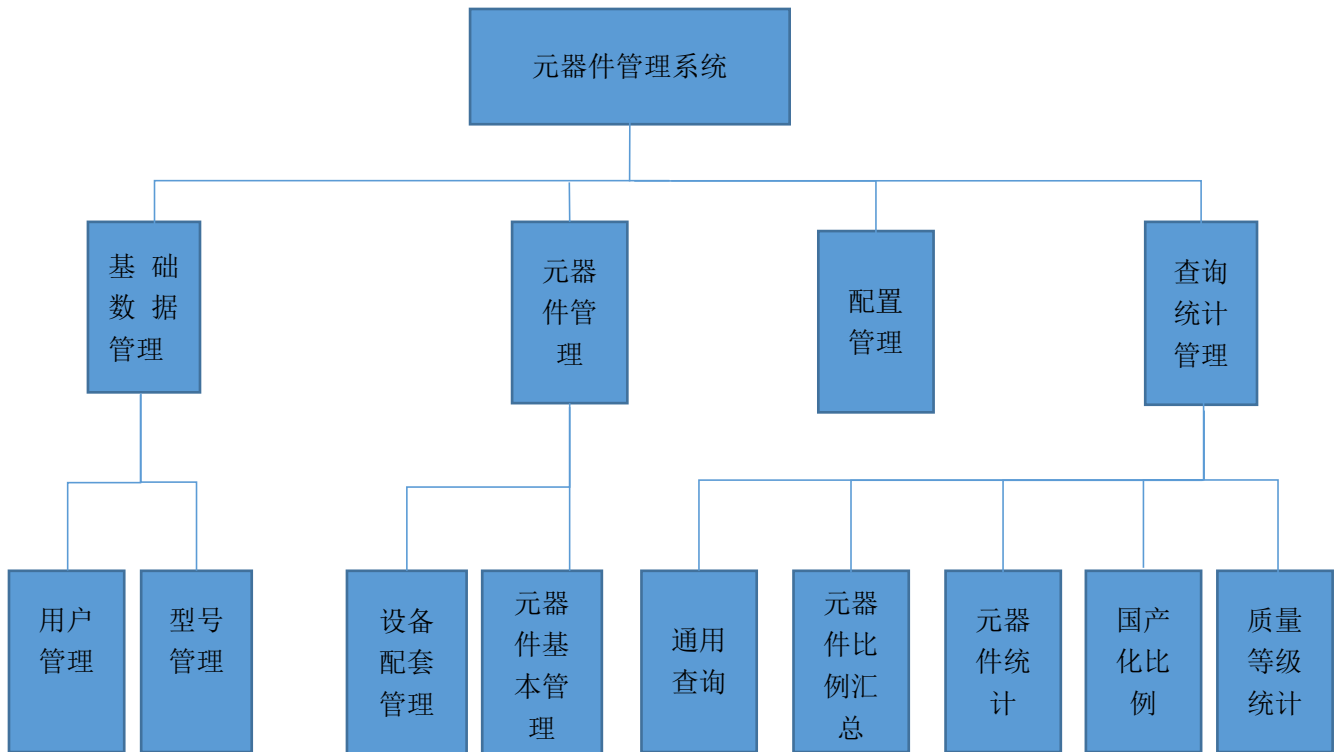 元器件管理系统
基 础
数 据
管理
元器
件管
理
配置
管理
查询
统计
管理
用户
管理
型号
管理
设备
配套
管理
元器
件基
本管
理
通用
查询
元器
件比
例汇
总
元器
件统
计
国产
化比
例
质量
等级
统计